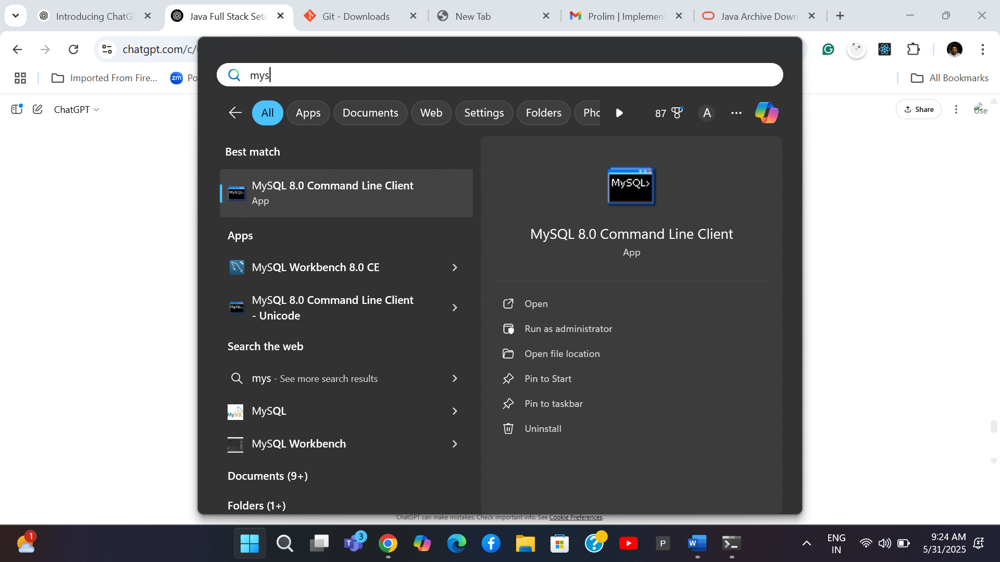 Introducing ChatG
Java Full Stack Setu
Git - Downloads
New Tab
Prolim | Implement
Java Archive Down
chatgpt.com/c/
Imported From Fire...
zm
Po
All Bookmarks
mys
All
Apps
Documents
Web
Settings
Folders
Pho
87
A
ChatGPT
Share
Use
Best match
MySQL 8.0 Command Line Client
App
MySQL>
MySQL 8.0 Command Line Client
App
Apps
MySQL Workbench 8.0 CE
MySQL 8.0 Command Line Client
- Unicode
Search the web
mys - See more search results
MySQL
MySQL Workbench
Documents (9+)
Folders (1+)
Open
Run as administrator
Open file location
Pin to Start
Pin to taskbar
Uninstall
ChatGPT can make mistakes. Check important info. See Cookie Preferences.
1
3
P
ENG
IN
9:24 AM
5/31/2025